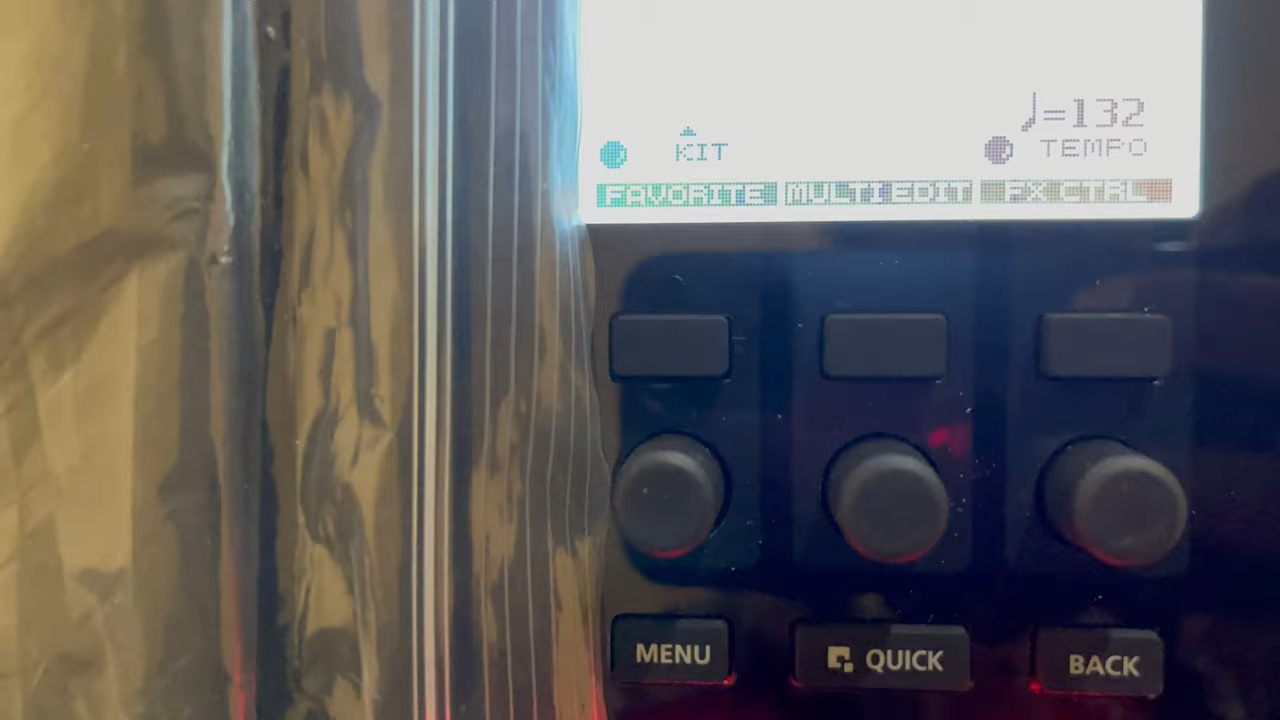 ♩=132
KIT TEMPO
FAVORITE MULTI EDIT FX CTRL
MENU QUICK BACK